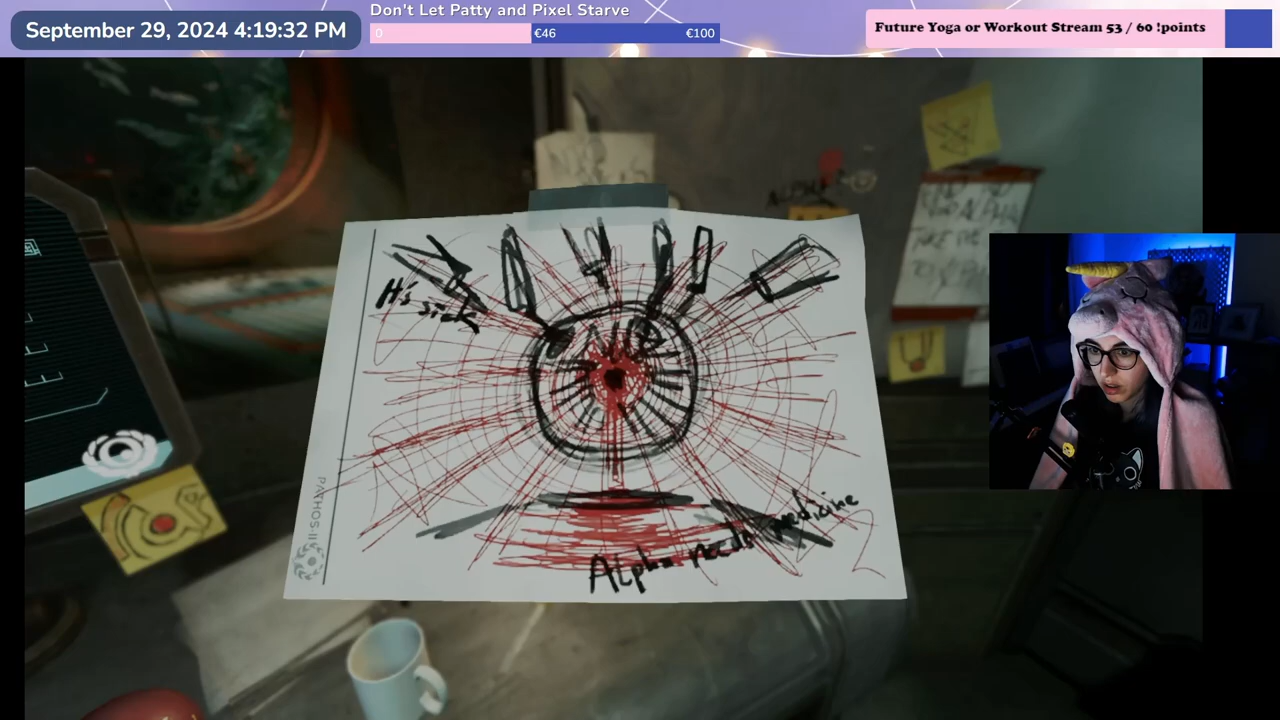 September 29, 2024 4:19:32 PM
Don't Let Patty and Pixel Starve
0
€46
€100
Future Yoga or Workout Stream 53 / 60 !points
ALPHA
He's
sick
PATHOS-II
Alpha needs medicine